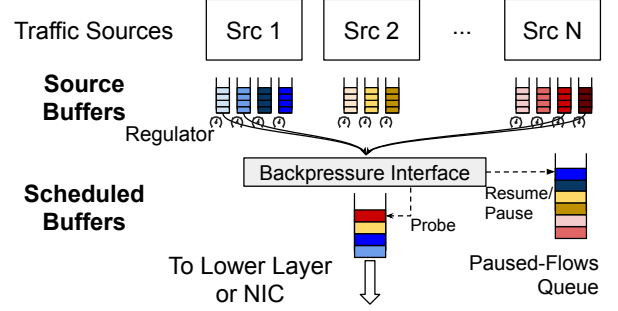 Traffic Sources
Src 1
Src 2
...
Src N
Source
Buffers
Regulator
Backpressure Interface
Scheduled
Buffers
Resume/
Pause
Probe
To Lower Layer
or NIC
Paused-Flows
Queue